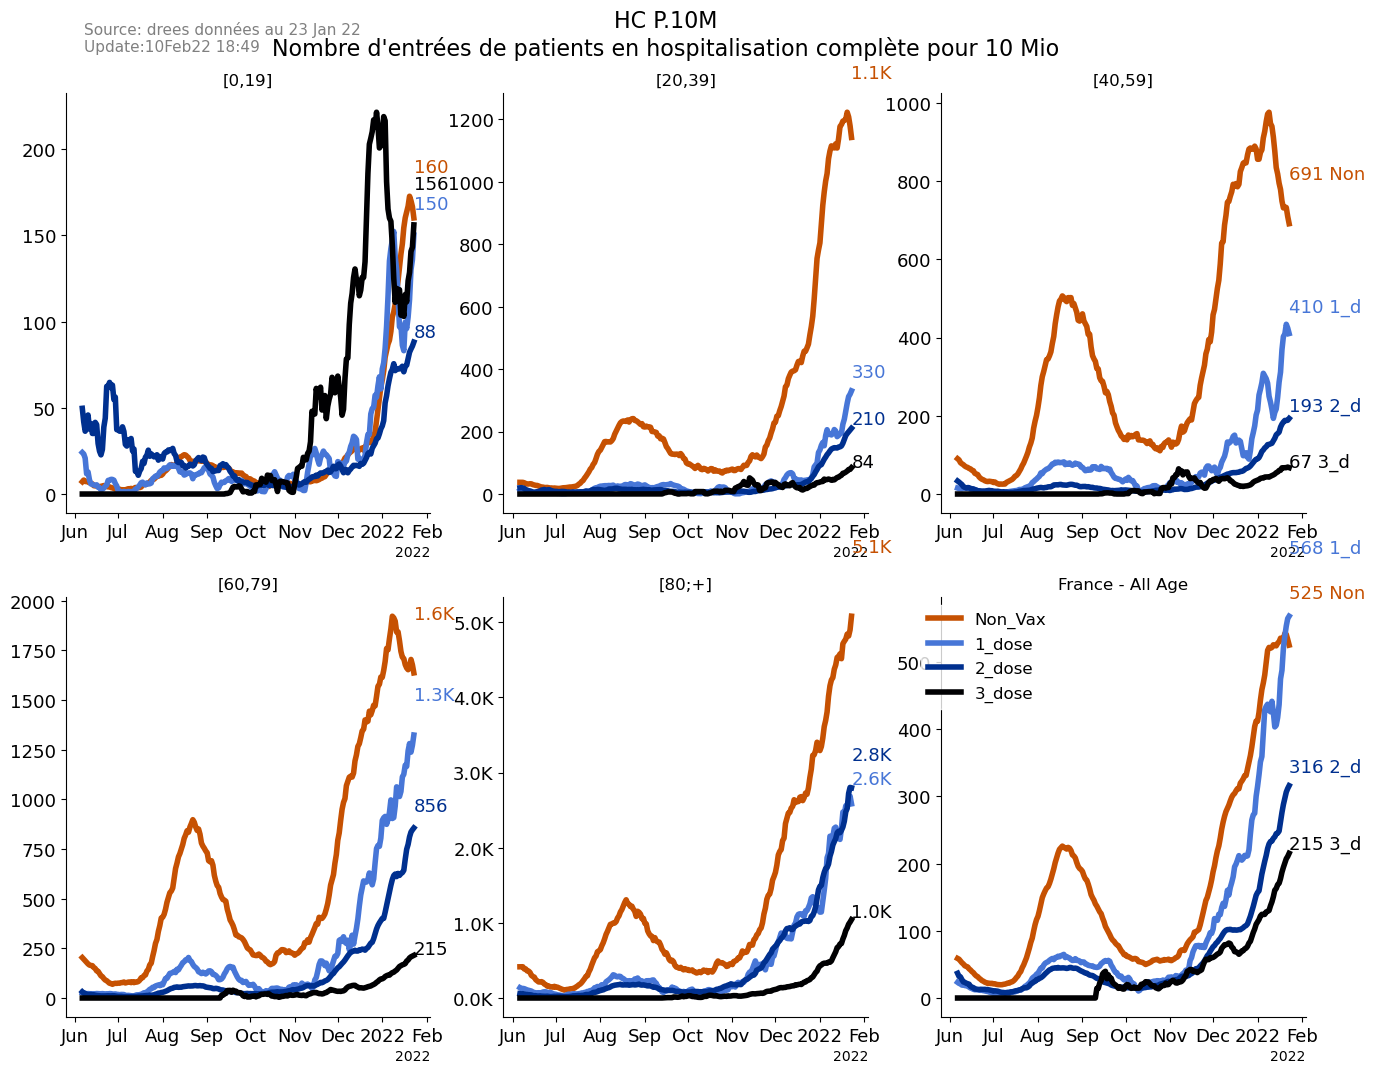 HC P.10M
Source: drees données au 23 Jan 22
Update:10Feb22 18:49
Nombre d'entrées de patients en hospitalisation complète pour 10 Mio
[0,19]
200
150
100
50
0
160
156
150
88
Jun Jul Aug Sep Oct Nov Dec 2022 Feb
2022
[20,39]
1.1K
1200
1000
800
600
400
200
0
330
210
84
Jun Jul Aug Sep Oct Nov Dec 2022 Feb
2022
[40,59]
1000
800
600
400
200
0
691 Non
410 1_d
193 2_d
67 3_d
Jun Jul Aug Sep Oct Nov Dec 2022 Feb
2022
[60,79]
2000
1750
1500
1250
1000
750
500
250
0
1.6K
1.3K
856
215
Jun Jul Aug Sep Oct Nov Dec 2022 Feb
2022
5.1K
[80;+]
5.0K
4.0K
3.0K
2.0K
1.0K
0.0K
2.8K
2.6K
1.0K
Jun Jul Aug Sep Oct Nov Dec 2022 Feb
2022
568 1_d
France - All Age
525 Non
Non_Vax
1_dose
2_dose
3_dose
500
400
300
200
100
0
316 2_d
215 3_d
Jun Jul Aug Sep Oct Nov Dec 2022 Feb
2022